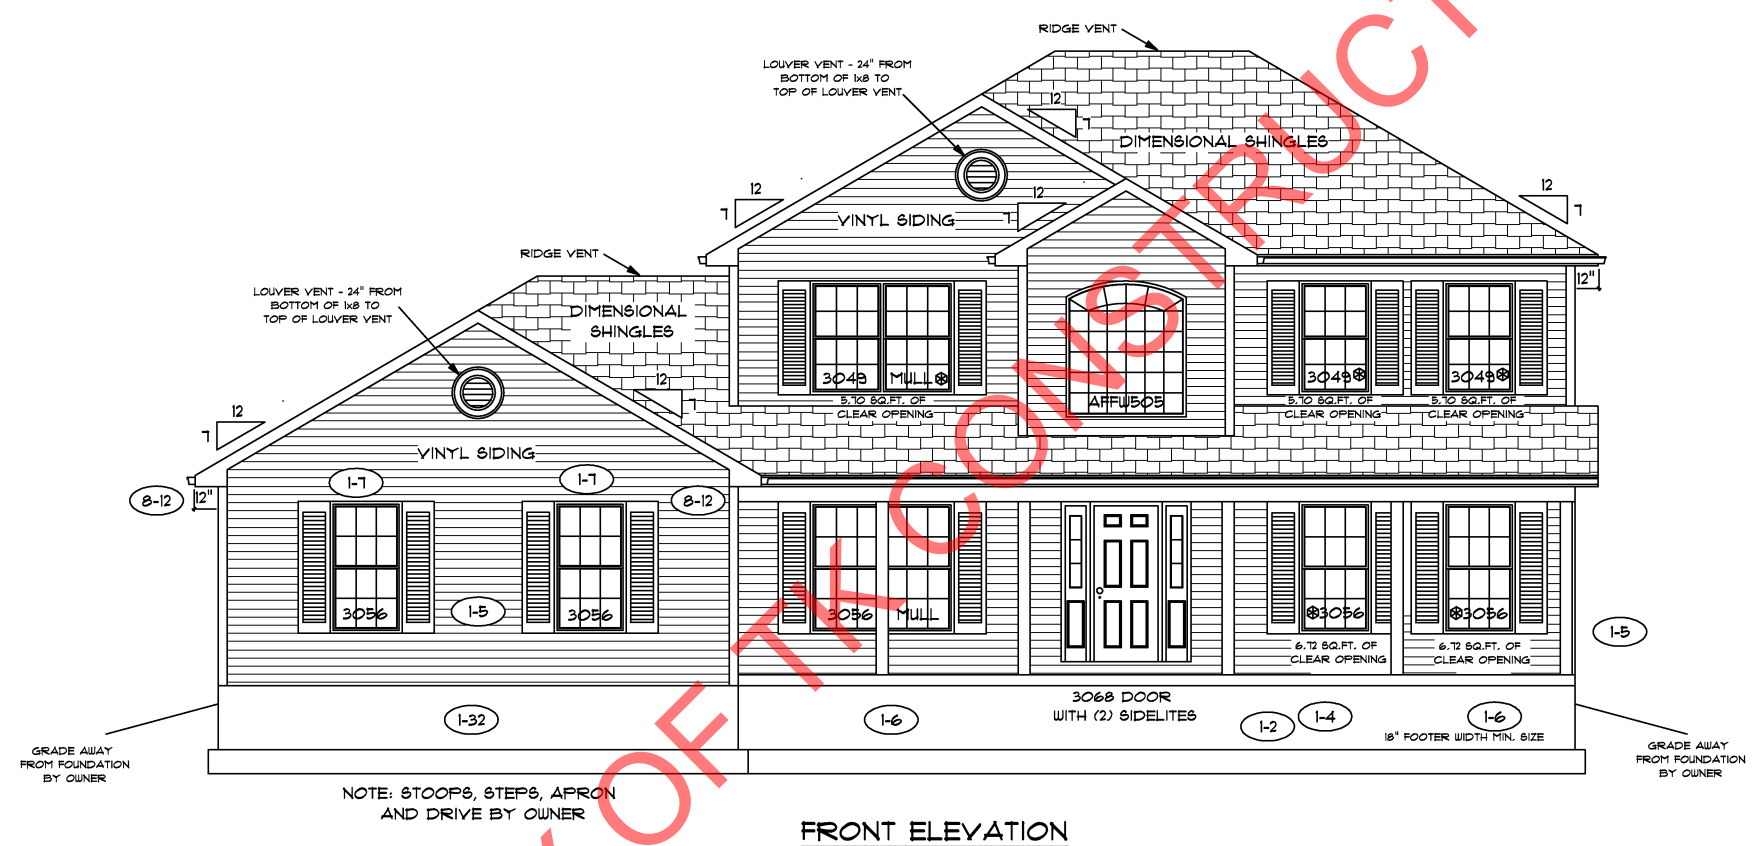 RIDGE VENT
LOUVER VENT - 24" FROM
BOTTOM OF 1x8 TO
TOP OF LOUVER VENT
12
7
DIMENSIONAL SHINGLES
12
7
12
7
12
7
VINYL SIDING
12"
RIDGE VENT
LOUVER VENT - 24" FROM
BOTTOM OF 1x8 TO
TOP OF LOUVER VENT
DIMENSIONAL
SHINGLES
12
7
12
7
3049 MULL
5.70 SQ.FT. OF
CLEAR OPENING
AFFW505
3049
5.70 SQ.FT. OF
CLEAR OPENING
3049
5.70 SQ.FT. OF
CLEAR OPENING
VINYL SIDING
1-7
1-7
8-12
12"
8-12
3056
1-5
3056
3056 MULL
3056
6.72 SQ.FT. OF
CLEAR OPENING
3056
6.72 SQ.FT. OF
CLEAR OPENING
1-5
3068 DOOR
WITH (2) SIDELITES
1-32
1-6
1-2
1-4
1-6
18" FOOTER WIDTH MIN. SIZE
GRADE AWAY
FROM FOUNDATION
BY OWNER
GRADE AWAY
FROM FOUNDATION
BY OWNER
NOTE: STOOPS, STEPS, APRON
AND DRIVE BY OWNER
FRONT ELEVATION
OF TK CONSTRUCT